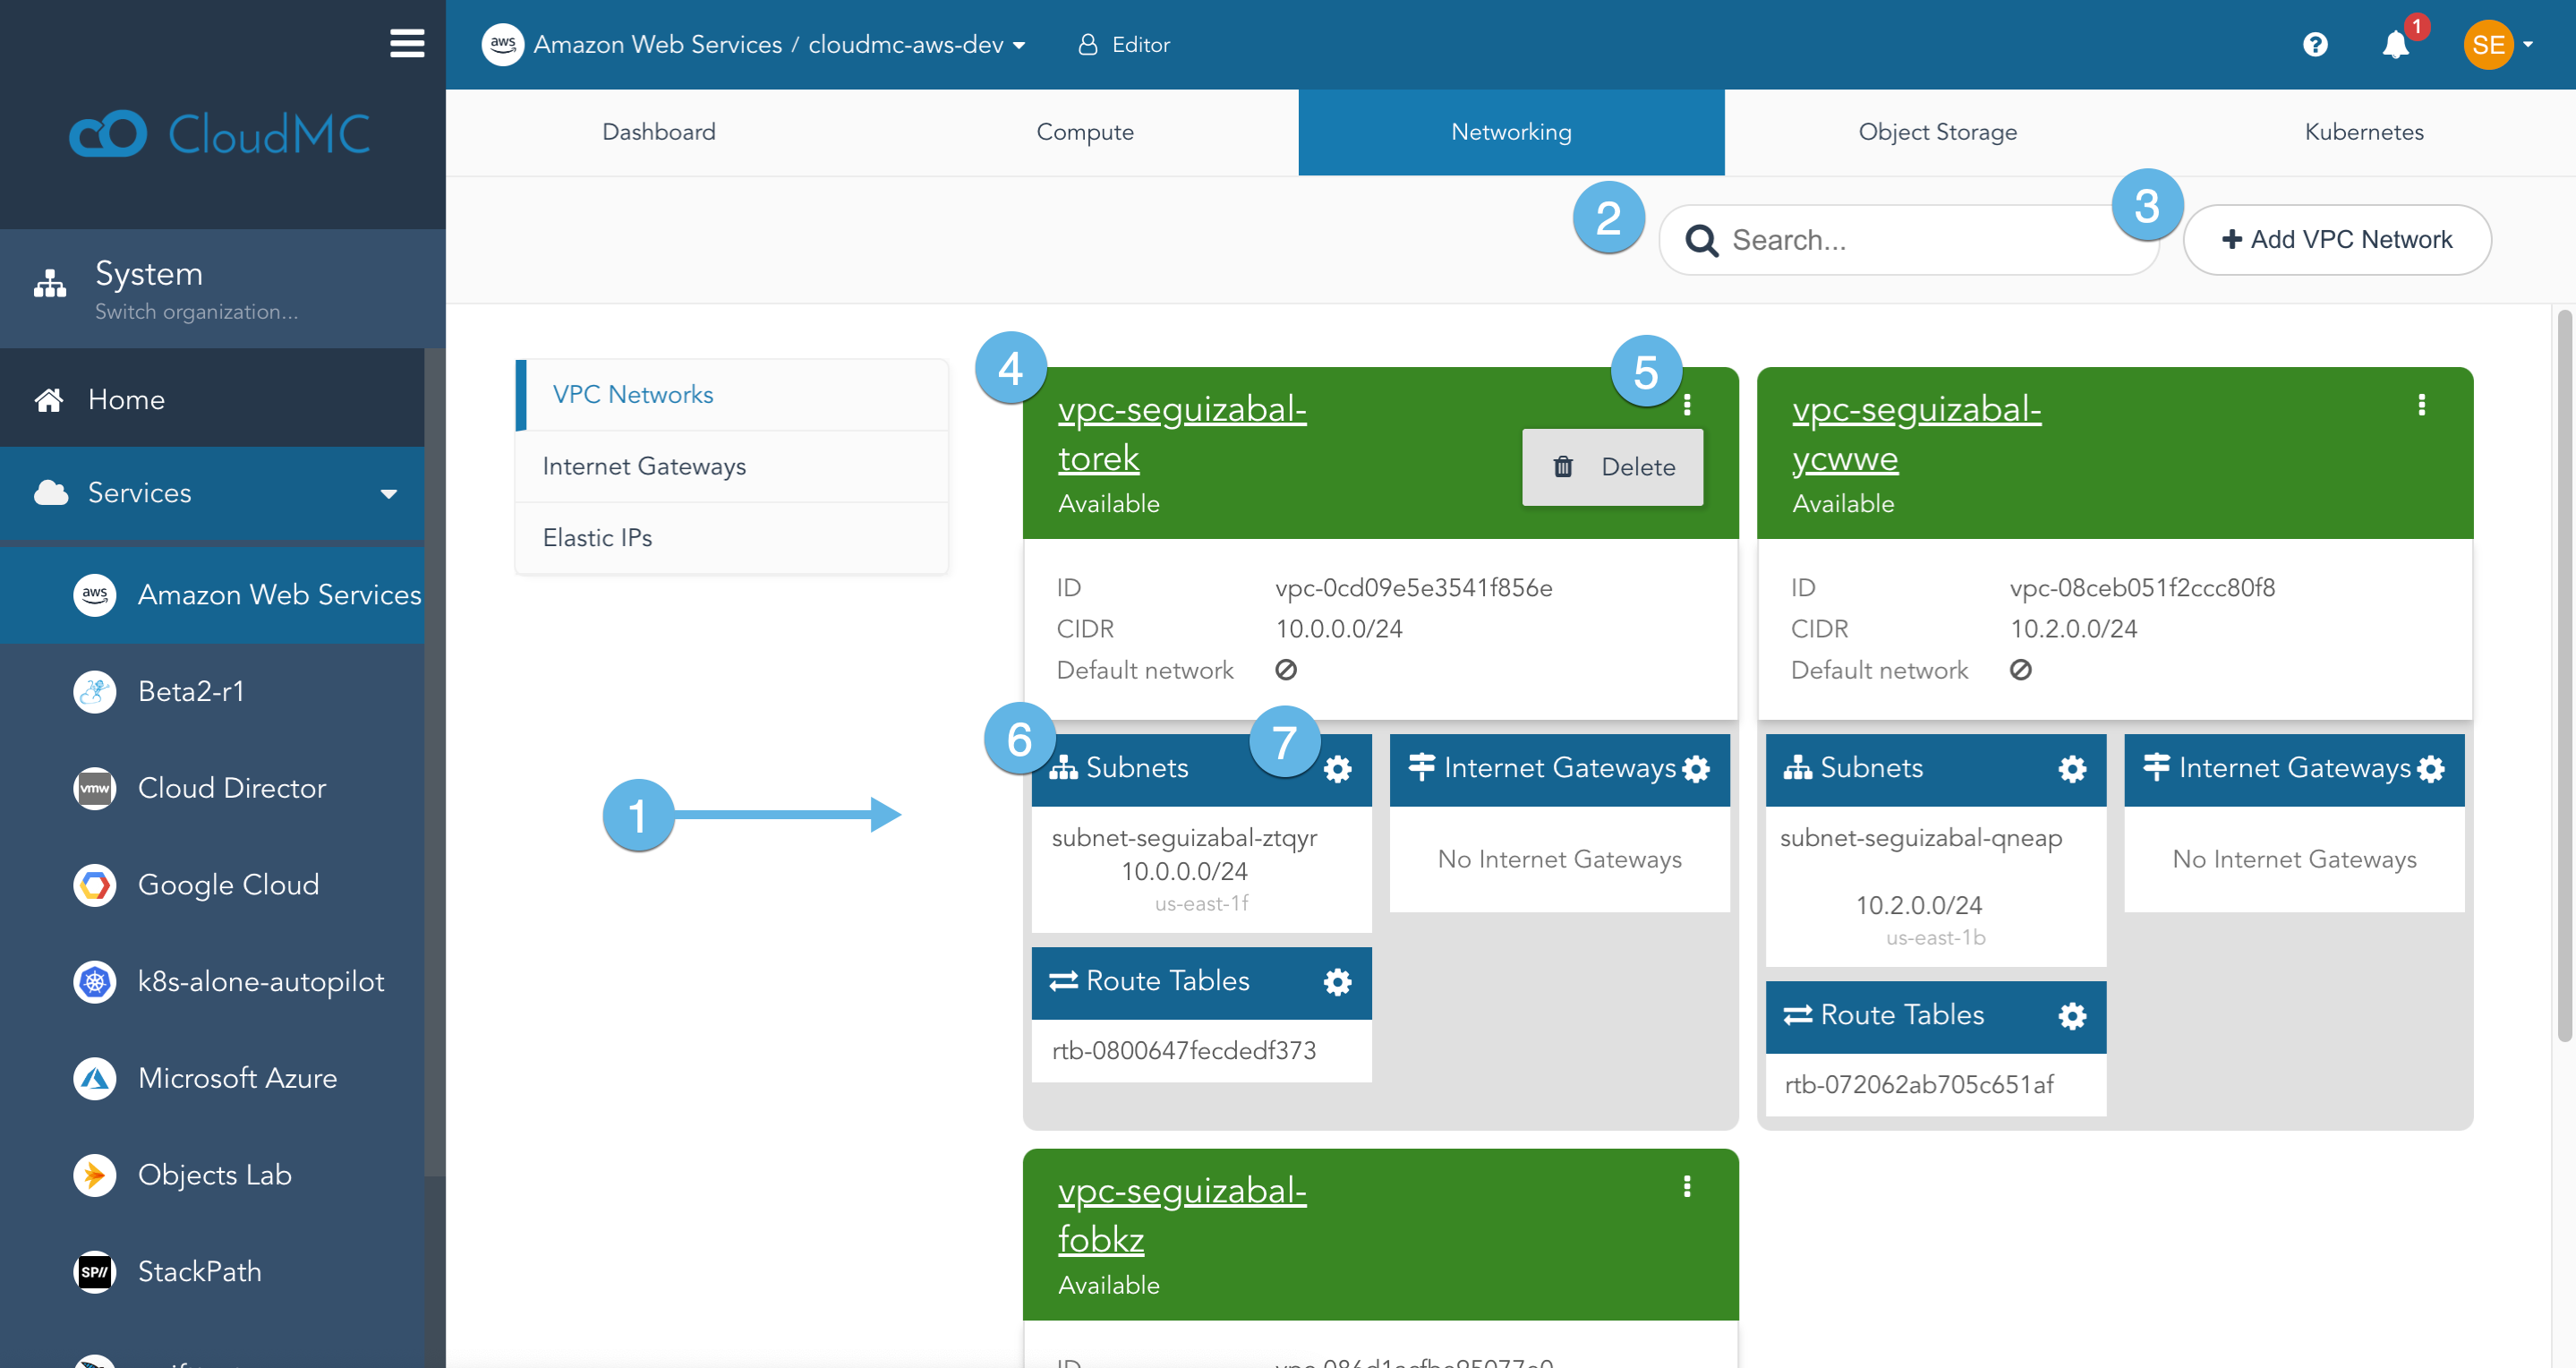 aws Amazon Web Services / cloudmc-aws-dev
Editor
1
SE
CloudMC
Dashboard
Compute
Networking
Object Storage
Kubernetes
2
Search...
3
+ Add VPC Network
System
Switch organization...
Home
Services
aws Amazon Web Services
Beta2-r1
vmw Cloud Director
Google Cloud
k8s-alone-autopilot
Microsoft Azure
Objects Lab
SP// StackPath
VPC Networks
Internet Gateways
Elastic IPs
1
4
5
vpc-seguizabal-
torek
Available
Delete
ID vpc-0cd09e5e3541f856e
CIDR 10.0.0.0/24
Default network
6
Subnets
7
subnet-seguizabal-ztqyr
10.0.0.0/24
us-east-1f
Internet Gateways
No Internet Gateways
Route Tables
rtb-0800647fecdedf373
vpc-seguizabal-
ycwwe
Available
ID vpc-08ceb051f2ccc80f8
CIDR 10.2.0.0/24
Default network
Subnets
subnet-seguizabal-qneap
10.2.0.0/24
us-east-1b
Internet Gateways
No Internet Gateways
Route Tables
rtb-072062ab705c651af
vpc-seguizabal-
fobkz
Available
ID